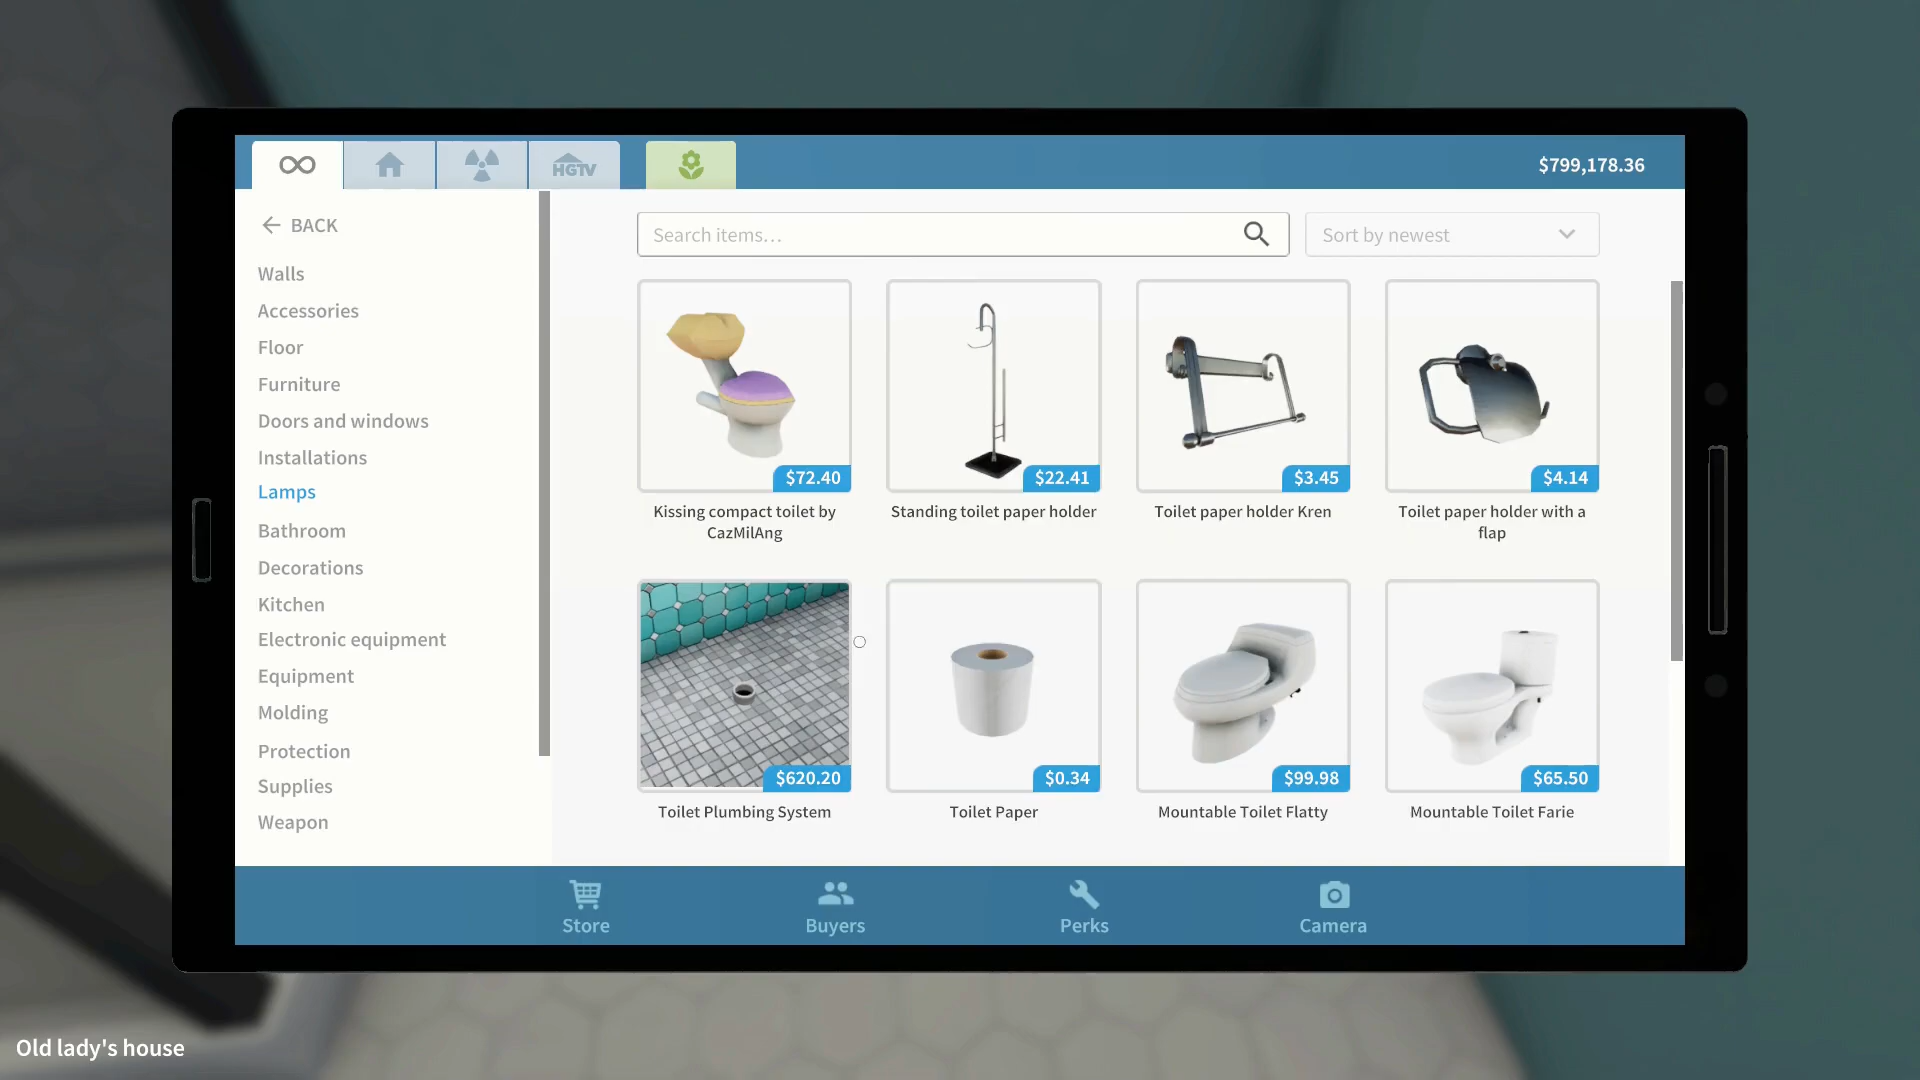 HGTV
$799,178.36
BACK
Search items...
Sort by newest
Walls
Accessories
Floor
Furniture
Doors and windows
Installations
Lamps
Bathroom
Decorations
Kitchen
Electronic equipment
Equipment
Molding
Protection
Supplies
Weapon
$72.40
$22.41
$3.45
$4.14
Kissing compact toilet by
CazMilAng
Standing toilet paper holder
Toilet paper holder Kren
Toilet paper holder with a
flap
$620.20
$0.34
$99.98
$65.50
Toilet Plumbing System
Toilet Paper
Mountable Toilet Flatty
Mountable Toilet Farie
Store
Buyers
Perks
Camera
Old lady's house